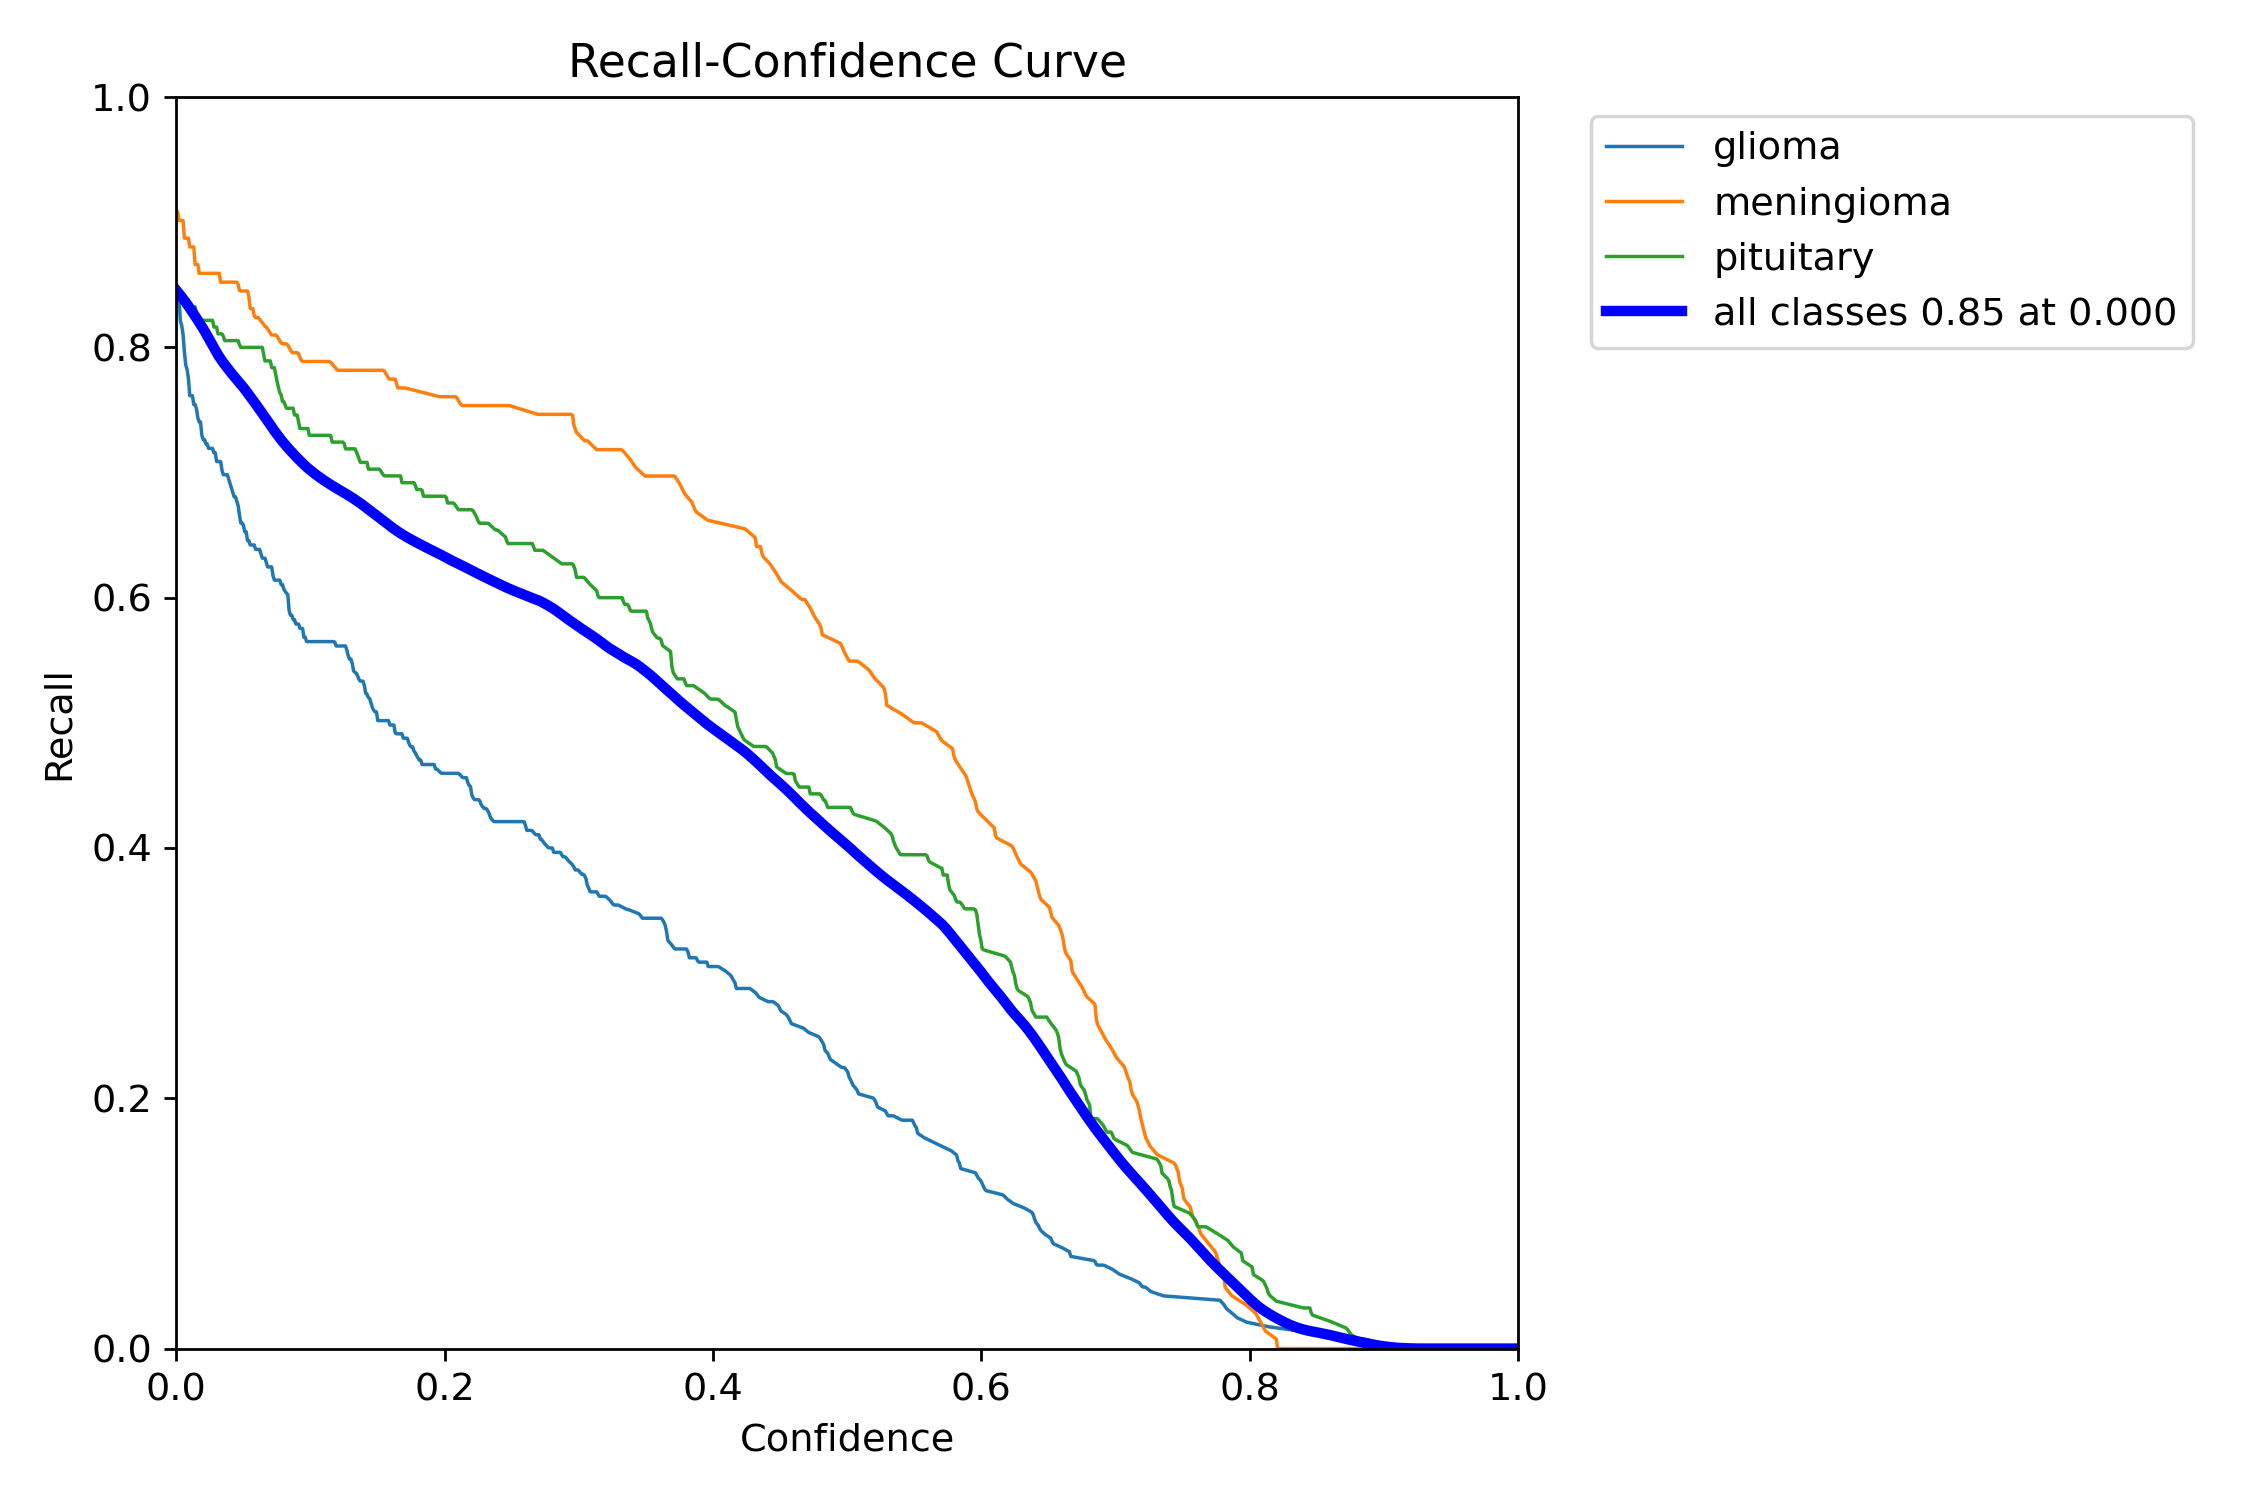 Recall-Confidence Curve
1.0
0.8
0.6
0.4
0.2
0.0
Recall
0.0 0.2 0.4 0.6 0.8 1.0
Confidence
glioma
meningioma
pituitary
all classes 0.85 at 0.000